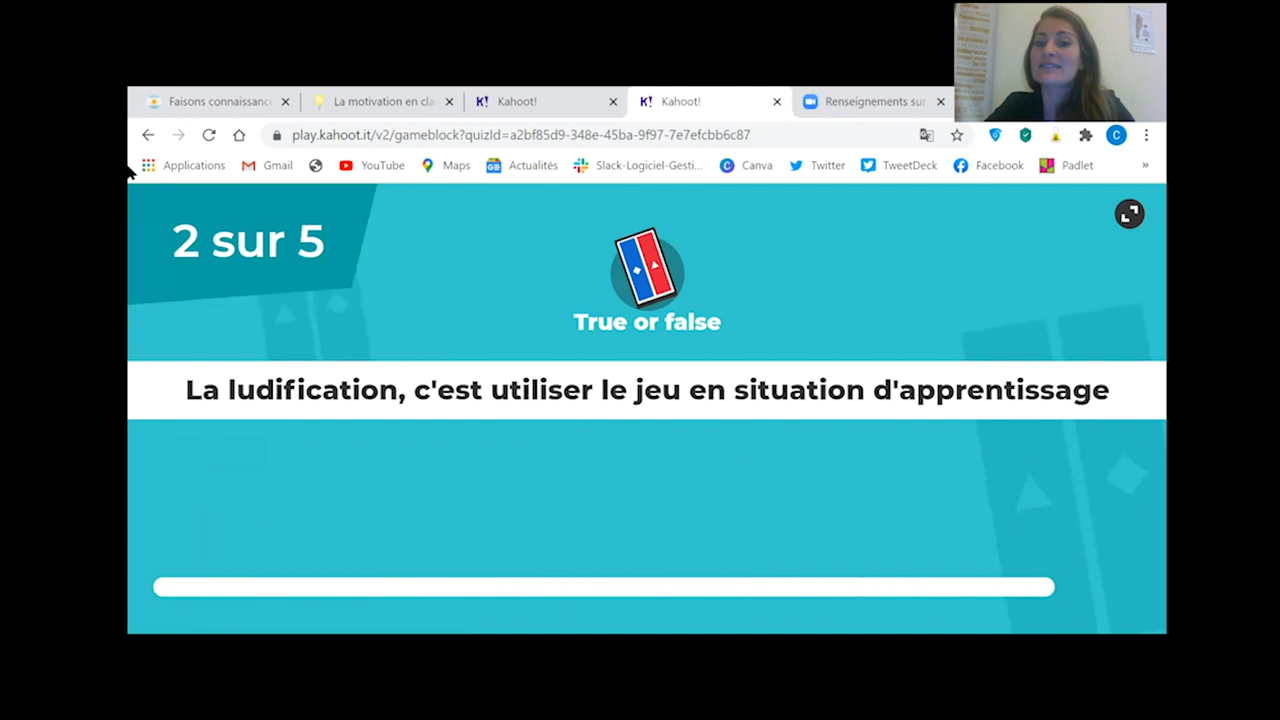 Faisons connaissance
La motivation en cla
K! Kahoot!
K! Kahoot!
Renseignements sur
play.kahoot.it/v2/gameblock?quizId=a2bf85d9-348e-45ba-9f97-7e7efcbb6c87
C
Applications
Gmail
YouTube
Maps
Actualités
Slack-Logiciel-Gesti...
Canva
Twitter
TweetDeck
Facebook
Padlet
»
2 sur 5
True or false
La ludification, c'est utiliser le jeu en situation d'apprentissage